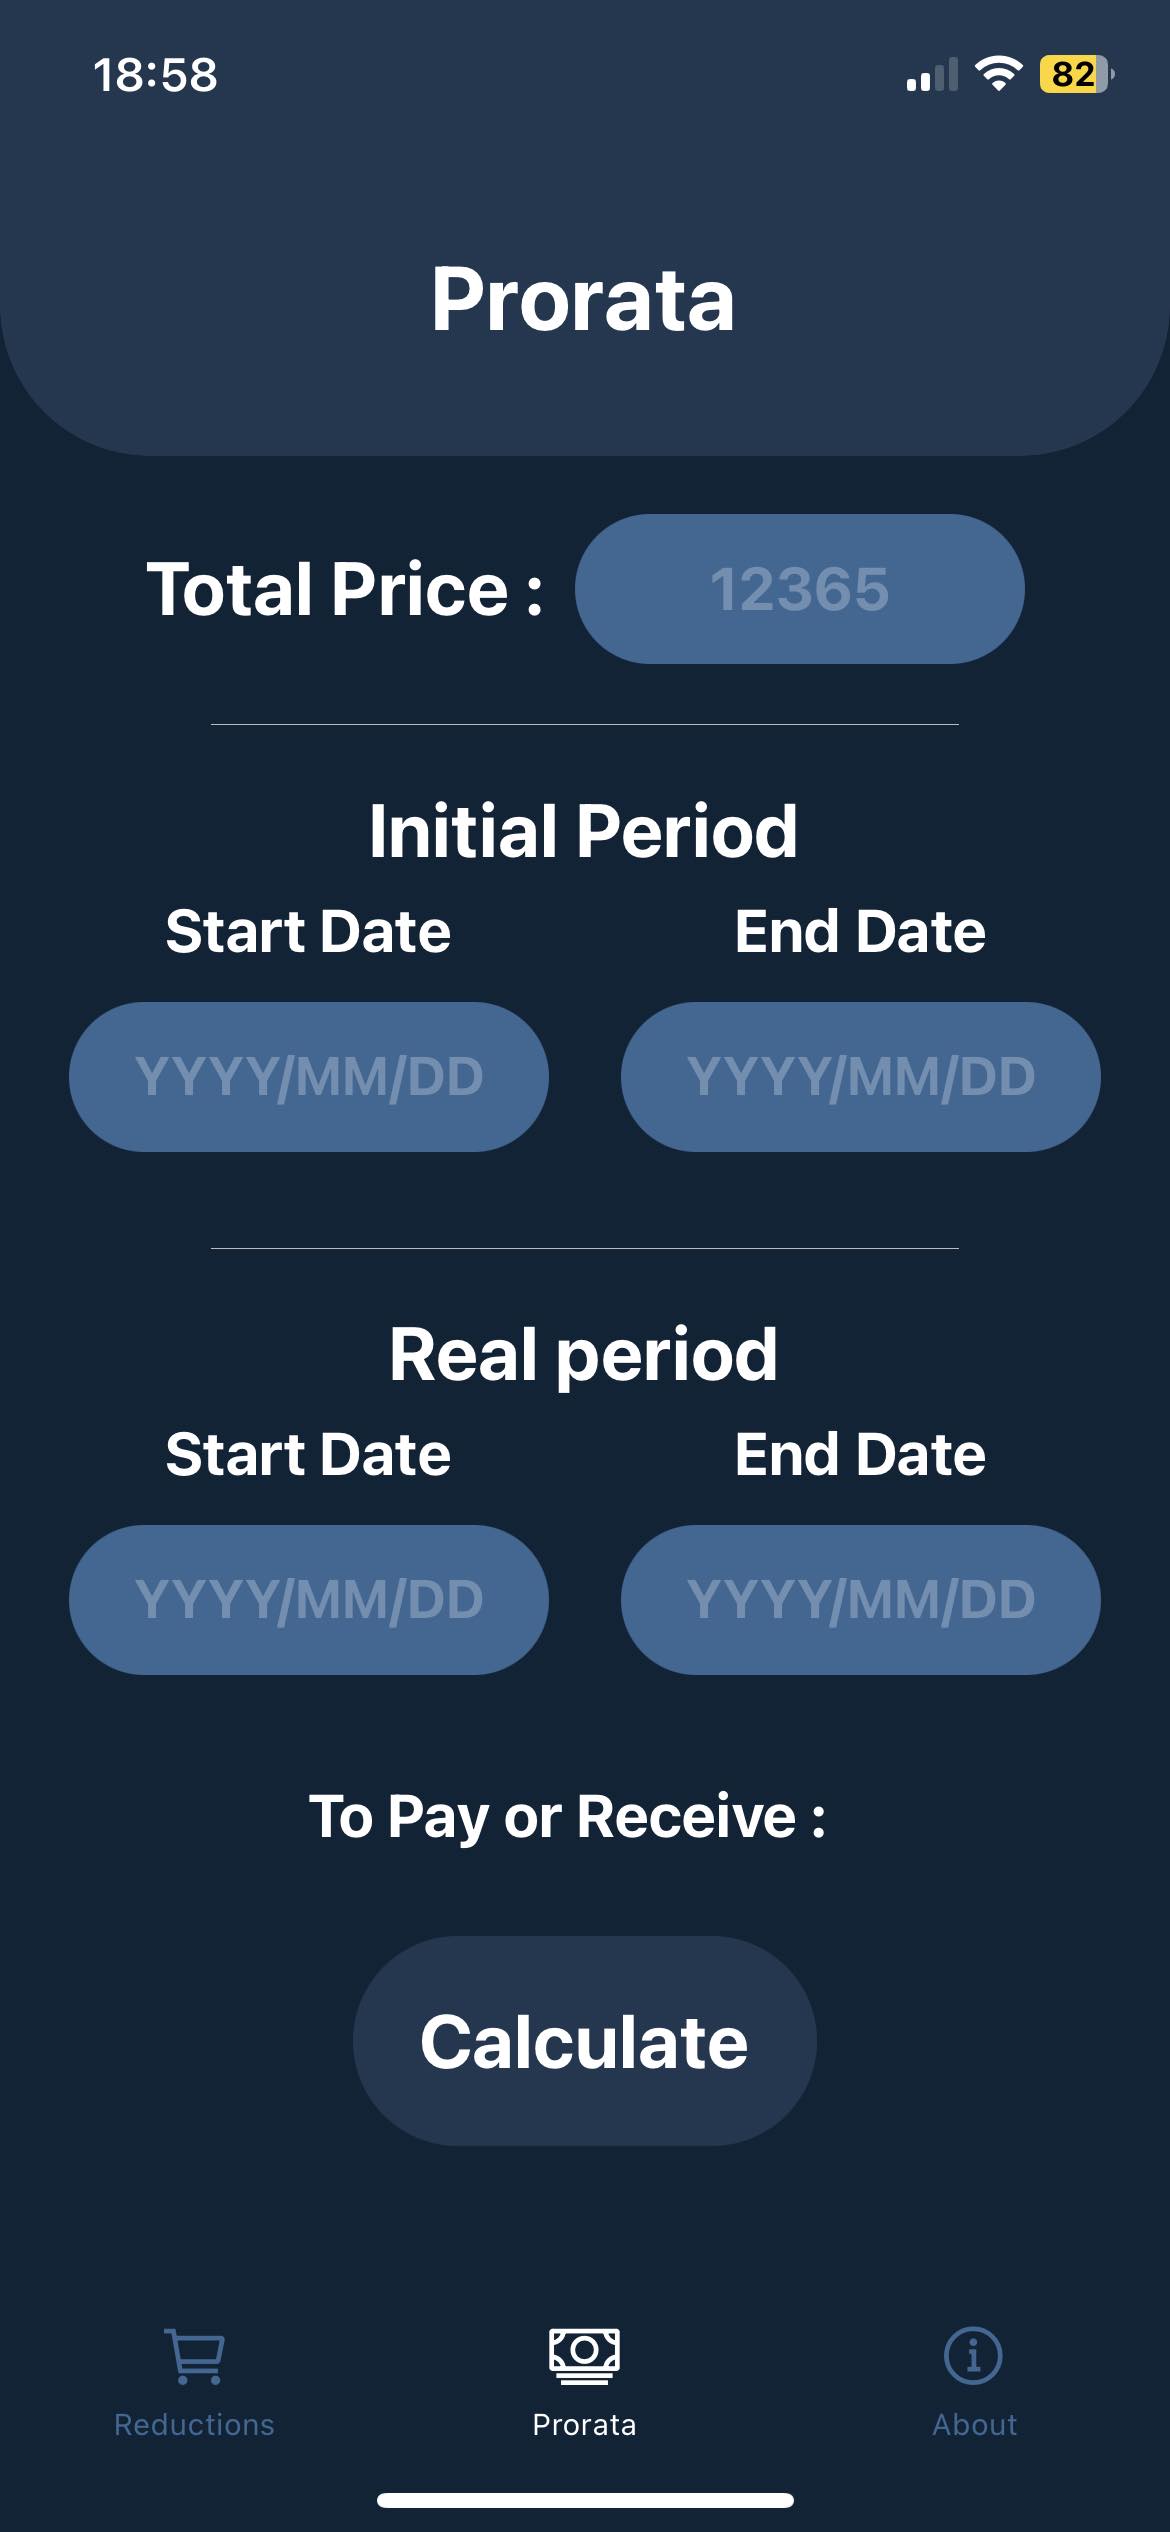 18:58
82
Prorata
Total Price : 12365
Initial Period
Start Date End Date
YYYY/MM/DD YYYY/MM/DD
Real period
Start Date End Date
YYYY/MM/DD YYYY/MM/DD
To Pay or Receive :
Calculate
Reductions Prorata About